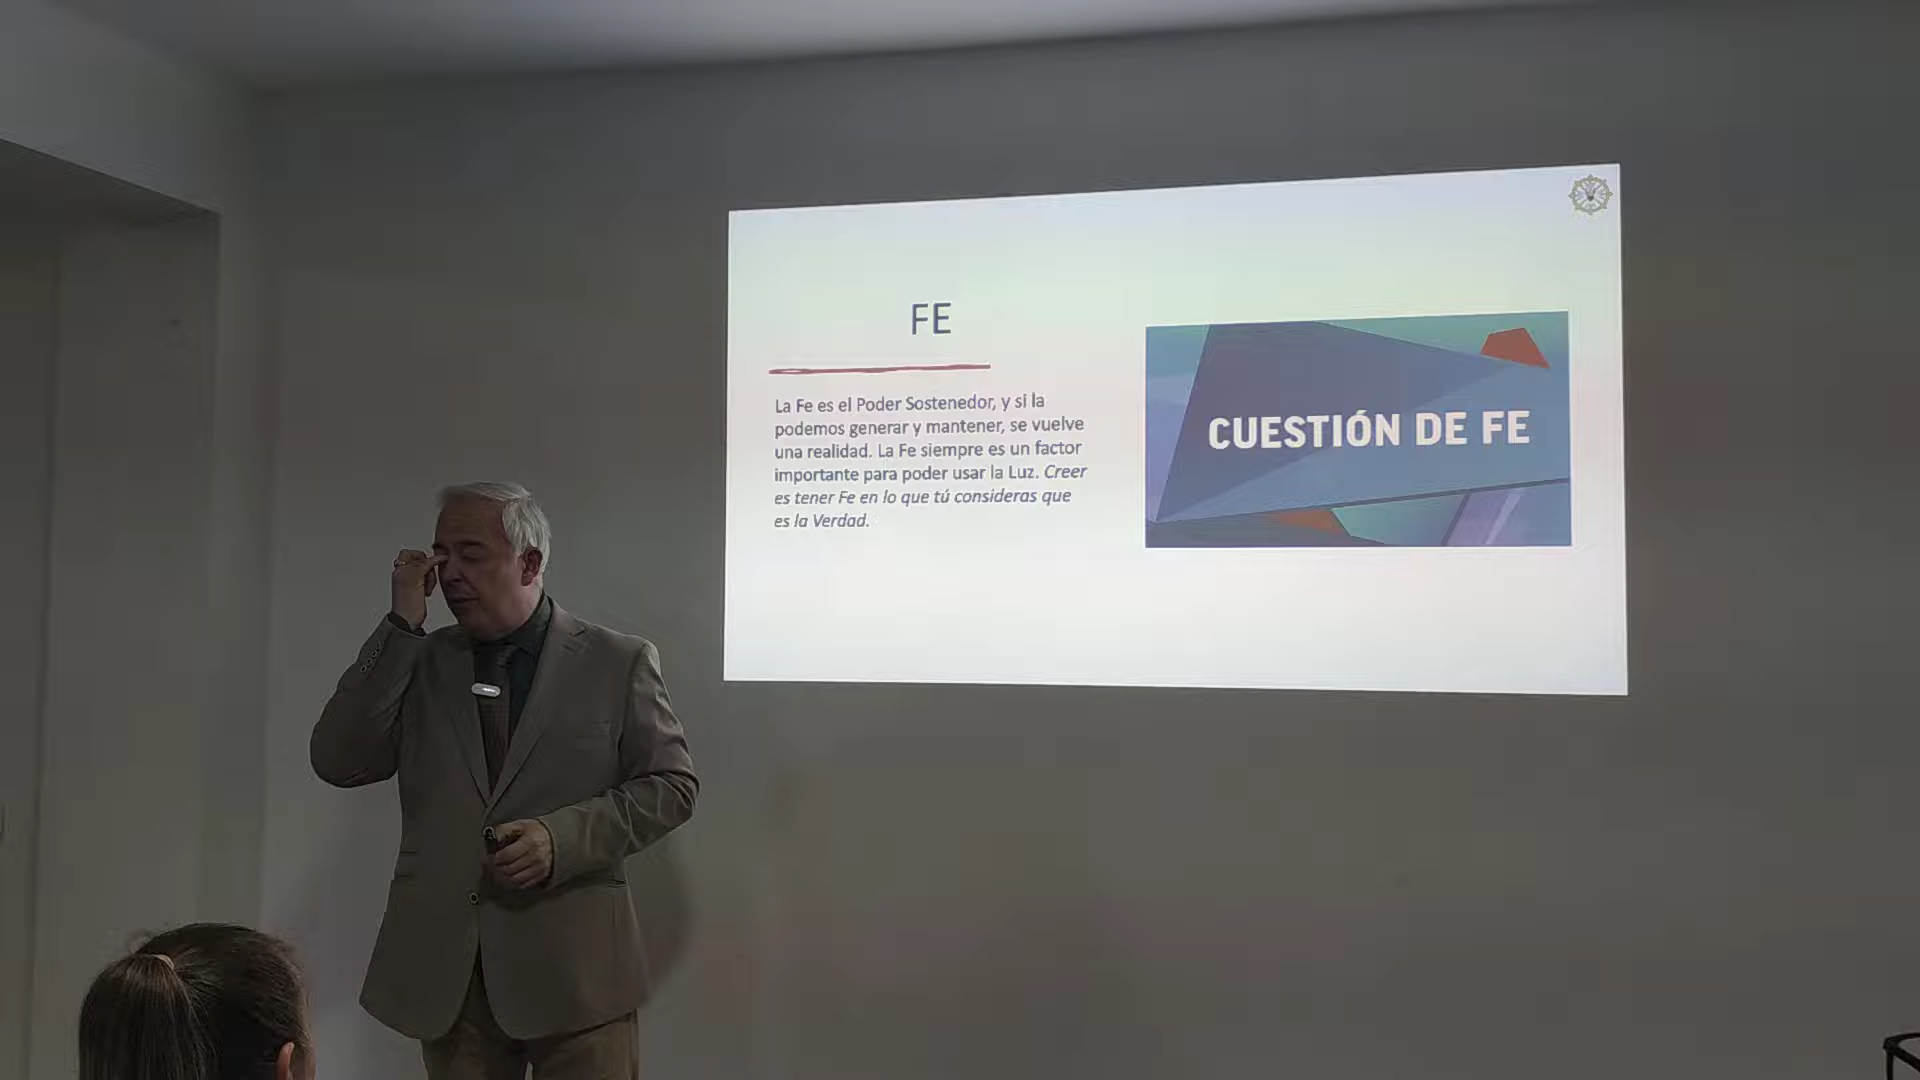 FE
La Fe es el Poder Sostenedor, y si la
podemos generar y mantener, se vuelve
una realidad. La Fe siempre es un factor
importante para poder usar la Luz. Creer
es tener Fe en lo que tú consideras que
es la Verdad.
CUESTIÓN DE FE